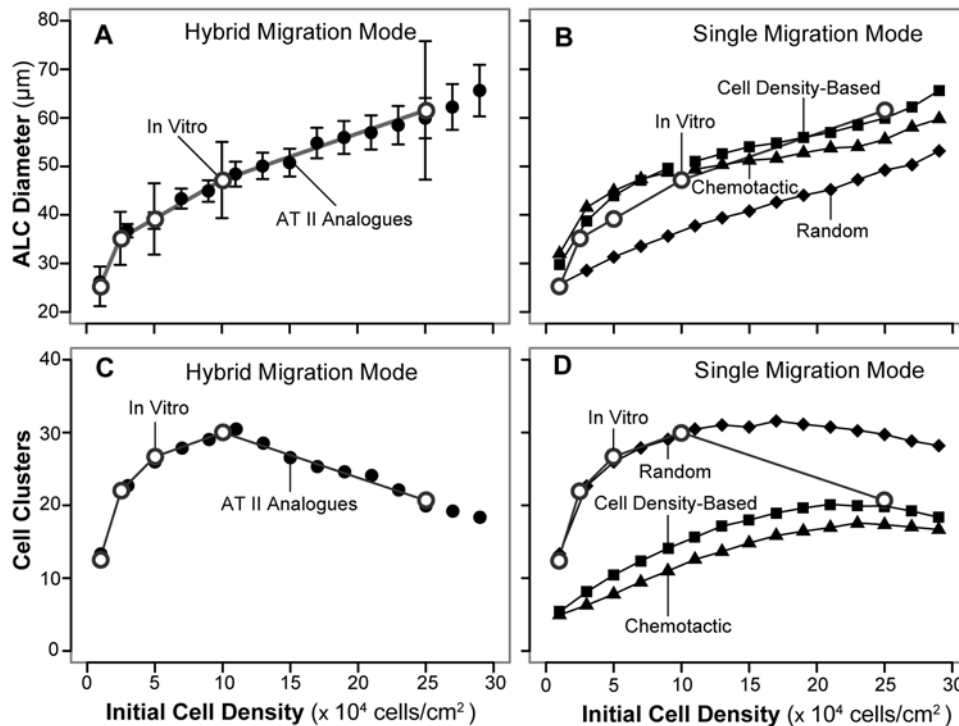 A
Hybrid Migration Mode
ALC Diameter (μm)
80
70
60
50
40
30
20
In Vitro
AT II Analogues
B
Single Migration Mode
Cell Density-Based
In Vitro
Chemotactic
Random
C
Hybrid Migration Mode
Cell Clusters
40
30
20
10
0
In Vitro
AT II Analogues
0 5 10 15 20 25 30
Initial Cell Density (x 10⁴ cells/cm²)
D
Single Migration Mode
In Vitro
Random
Cell Density-Based
Chemotactic
0 5 10 15 20 25 30
Initial Cell Density (x 10⁴ cells/cm²)